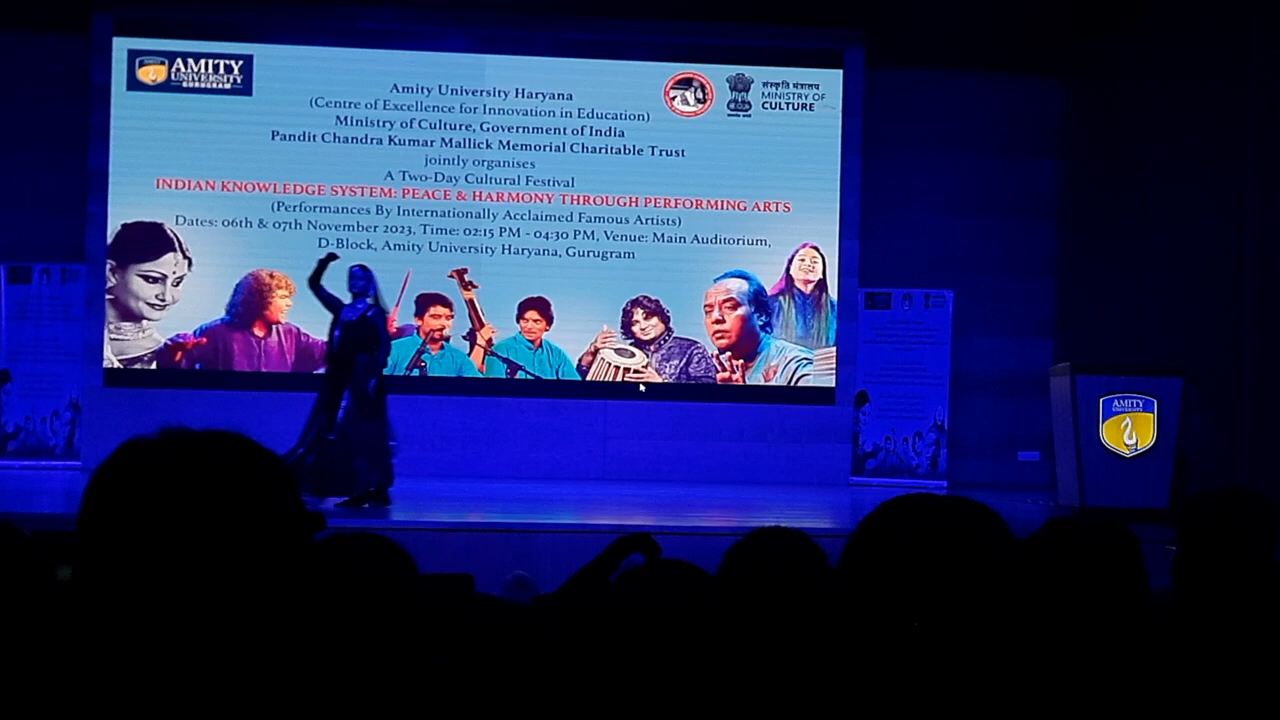 AMITY
UNIVERSITY
GURUGRAM
Amity University Haryana
(Centre of Excellence for Innovation in Education)
Ministry of Culture, Government of India
Pandit Chandra Kumar Mallick Memorial Charitable Trust
jointly organises
A Two-Day Cultural Festival
INDIAN KNOWLEDGE SYSTEM: PEACE & HARMONY THROUGH PERFORMING ARTS
(Performances By Internationally Acclaimed Famous Artists)
Dates: 06th & 07th November 2023, Time: 02:15 PM - 04:30 PM, Venue: Main Auditorium,
D-Block, Amity University Haryana, Gurugram
संस्कृति मंत्रालय
MINISTRY OF
CULTURE
AMITY
UNIVERSITY